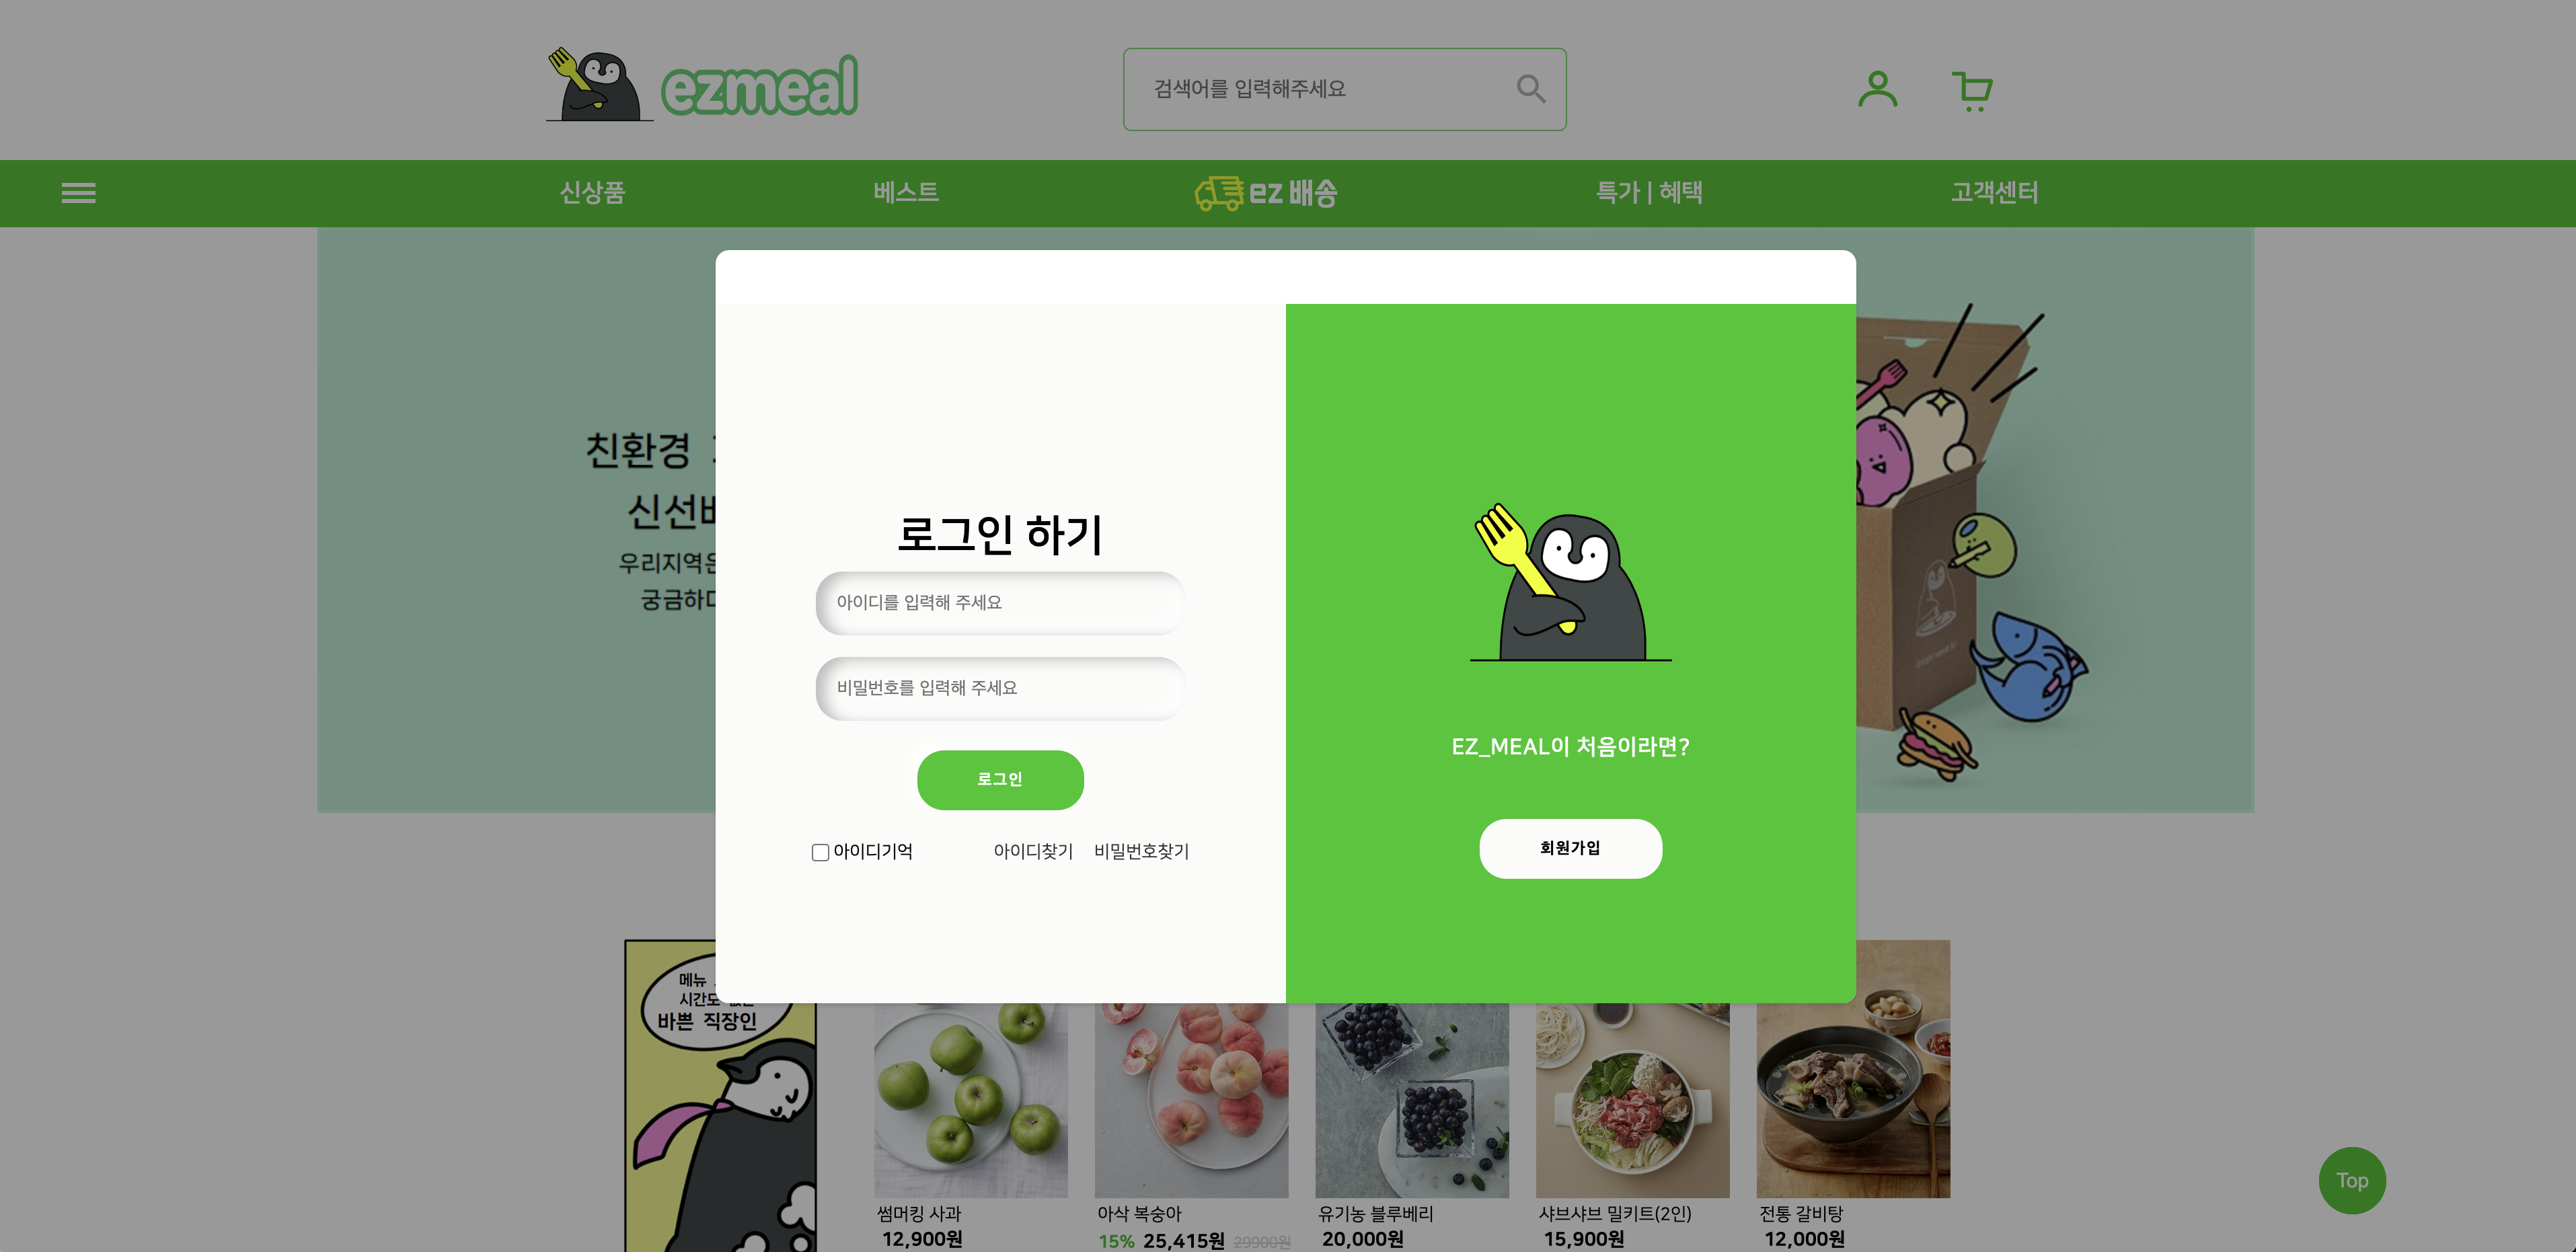 ezmeal
검색어를 입력해주세요
신상품
베스트
ez 배송
특가 | 혜택
고객센터
친환경
신선
우리지역은
궁금하다
로그인 하기
아이디를 입력해 주세요
비밀번호를 입력해 주세요
로그인
아이디기억
아이디찾기
비밀번호찾기
EZ_MEAL이 처음이라면?
회원가입
메뉴
시간도
바쁜 직장인
썸머킹 사과
12,900원
아삭 복숭아
15% 25,415원 29900원
유기농 블루베리
20,000원
샤브샤브 밀키트(2인)
15,900원
전통 갈비탕
12,000원
Top